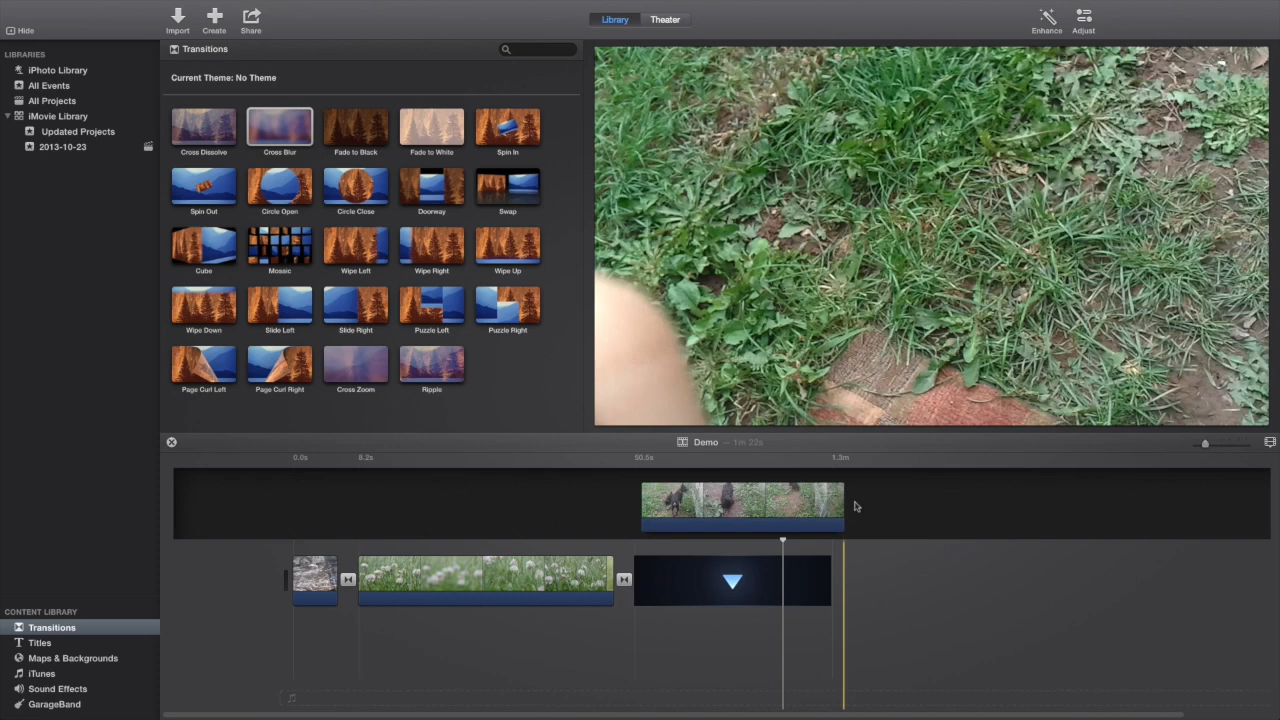 Import
Create
Share
Library
Theater
Enhance
Adjust
Hide
LIBRARIES
iPhoto Library
All Events
All Projects
iMovie Library
Updated Projects
2013-10-23
Transitions
Current Theme: No Theme
Cross Dissolve
Cross Blur
Fade to Black
Fade to White
Spin In
Spin Out
Circle Open
Circle Close
Doorway
Swap
Cube
Mosaic
Wipe Left
Wipe Right
Wipe Up
Wipe Down
Slide Left
Slide Right
Puzzle Left
Puzzle Right
Page Curl Left
Page Curl Right
Cross Zoom
Ripple
Demo – 1m 22s
0.0s
8.2s
50.5s
1.3m
CONTENT LIBRARY
Transitions
Titles
Maps & Backgrounds
iTunes
Sound Effects
GarageBand